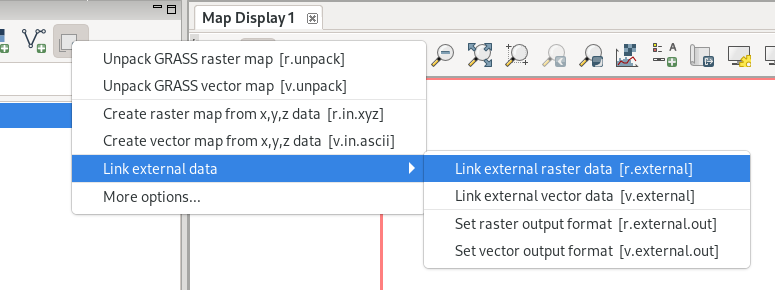 Map Display 1
Unpack GRASS raster map  [r.unpack]
Unpack GRASS vector map  [v.unpack]
Create raster map from x,y,z data  [r.in.xyz]
Create vector map from x,y,z data  [v.in.ascii]
Link external data
More options...
Link external raster data  [r.external]
Link external vector data  [v.external]
Set raster output format  [r.external.out]
Set vector output format  [v.external.out]